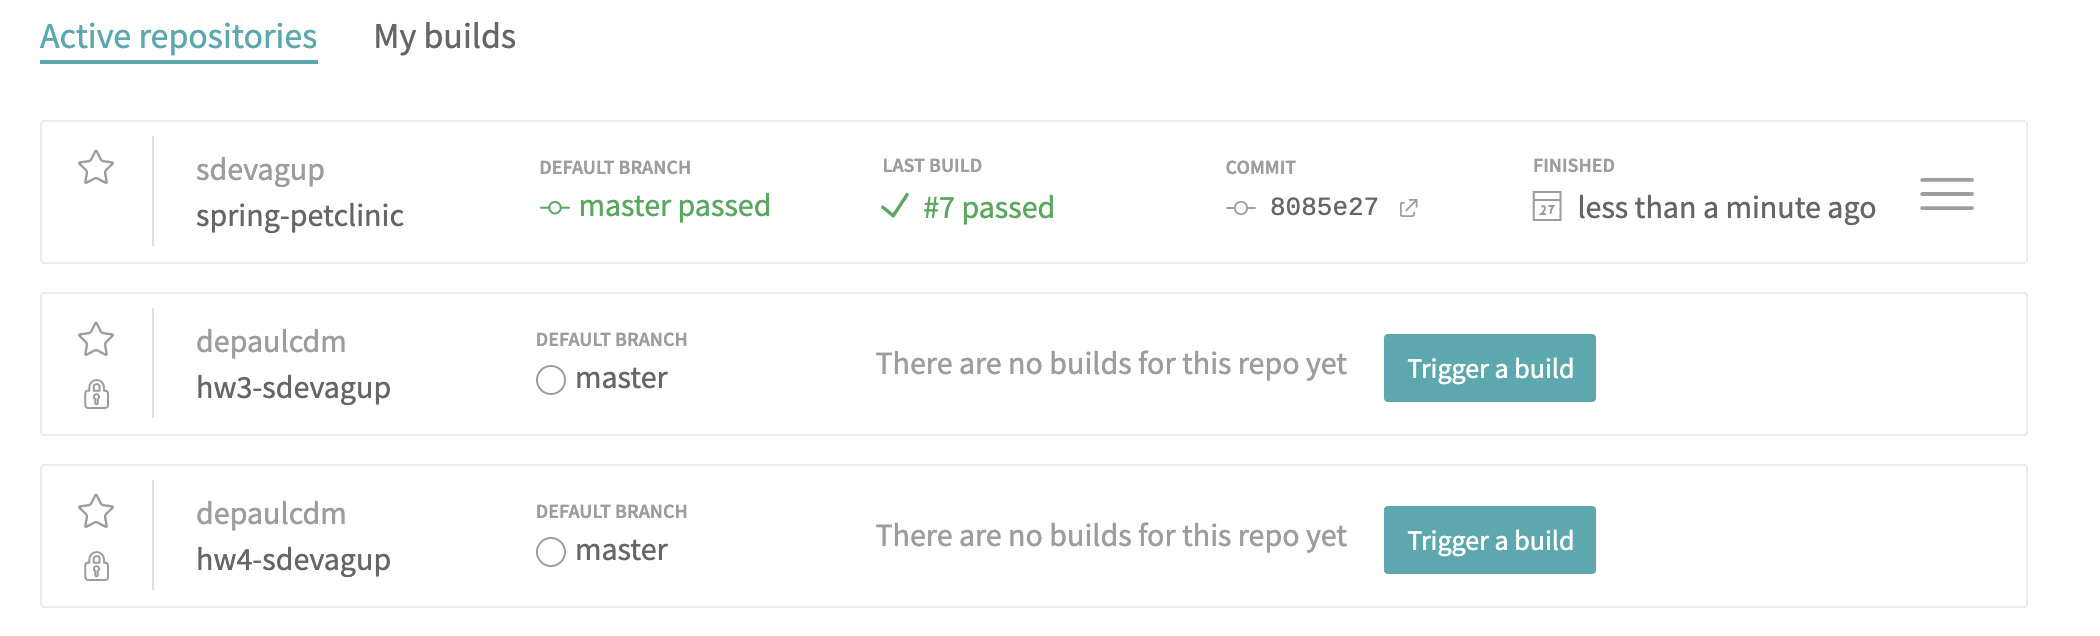 Active repositories My builds
sdevagup
spring-petclinic
DEFAULT BRANCH
master passed
LAST BUILD
#7 passed
COMMIT
8085e27
FINISHED
27 less than a minute ago
depaulcdm
hw3-sdevagup
DEFAULT BRANCH
master
There are no builds for this repo yet
Trigger a build
depaulcdm
hw4-sdevagup
DEFAULT BRANCH
master
There are no builds for this repo yet
Trigger a build